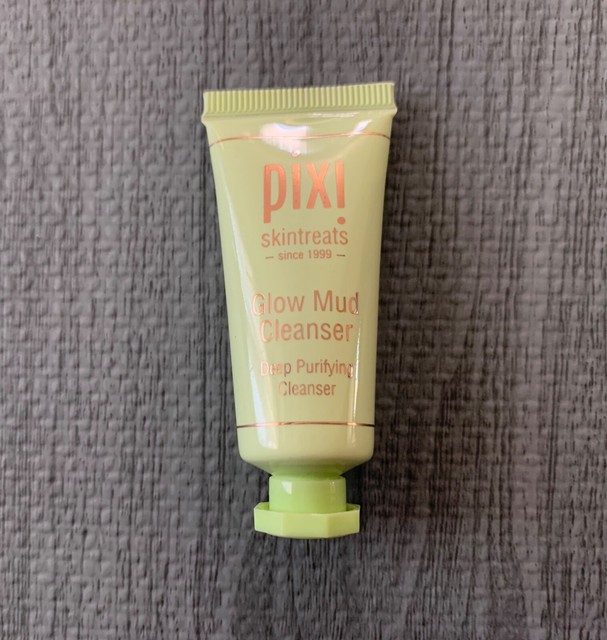 pixi
skintreats
– since 1999 –
Glow Mud
Cleanser
Deep Purifying
Cleanser